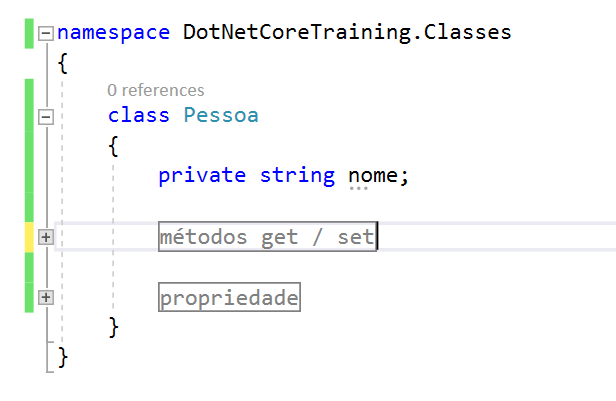 namespace DotNetCoreTraining.Classes
{
0 references
class Pessoa
{
private string nome;
métodos get / set
propriedade
}
}